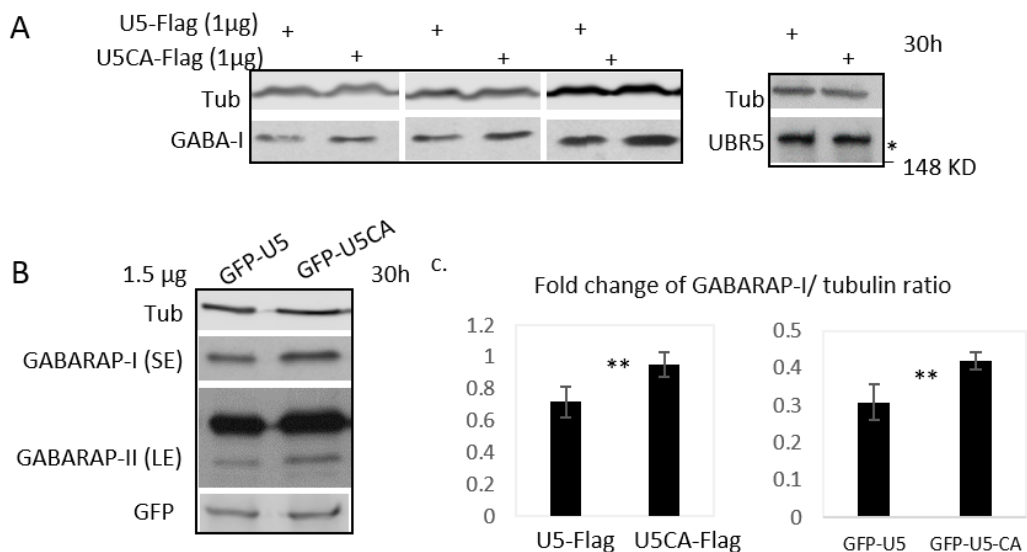 A
U5-Flag (1µg) + + + + 30h
U5CA-Flag (1µg) + + + +
Tub Tub
GABA-I UBR5 *
148 KD
B 1.5 µg GFP-U5 GFP-U5CA 30h
Tub
GABARAP-I (SE)
GABARAP-II (LE)
GFP
c.
Fold change of GABARAP-I/ tubulin ratio
1.2
1
0.8
0.6
0.4
0.2
0
**
U5-Flag U5CA-Flag
0.5
0.4
0.3
0.2
0.1
0
**
GFP-U5 GFP-U5-CA